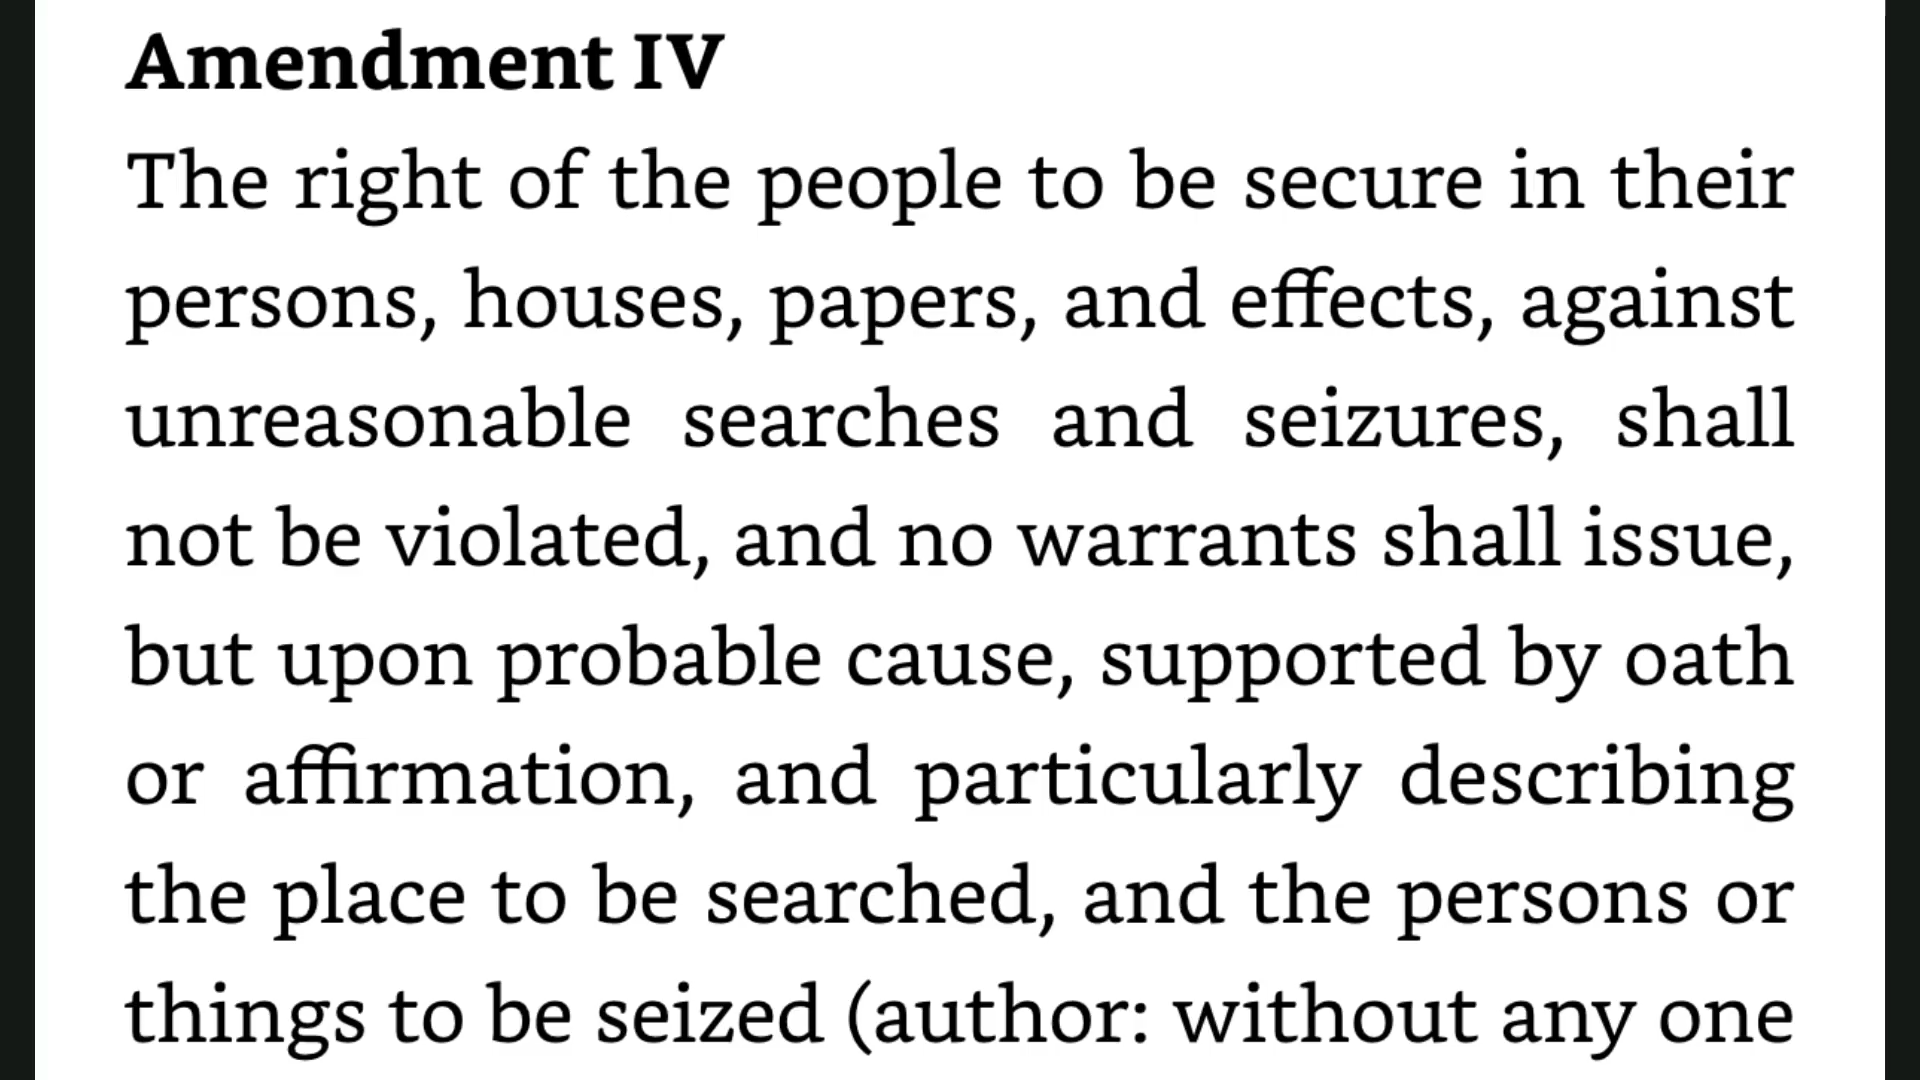 Amendment IV
The right of the people to be secure in their
persons, houses, papers, and effects, against
unreasonable searches and seizures, shall
not be violated, and no warrants shall issue,
but upon probable cause, supported by oath
or affirmation, and particularly describing
the place to be searched, and the persons or
things to be seized (author: without any one